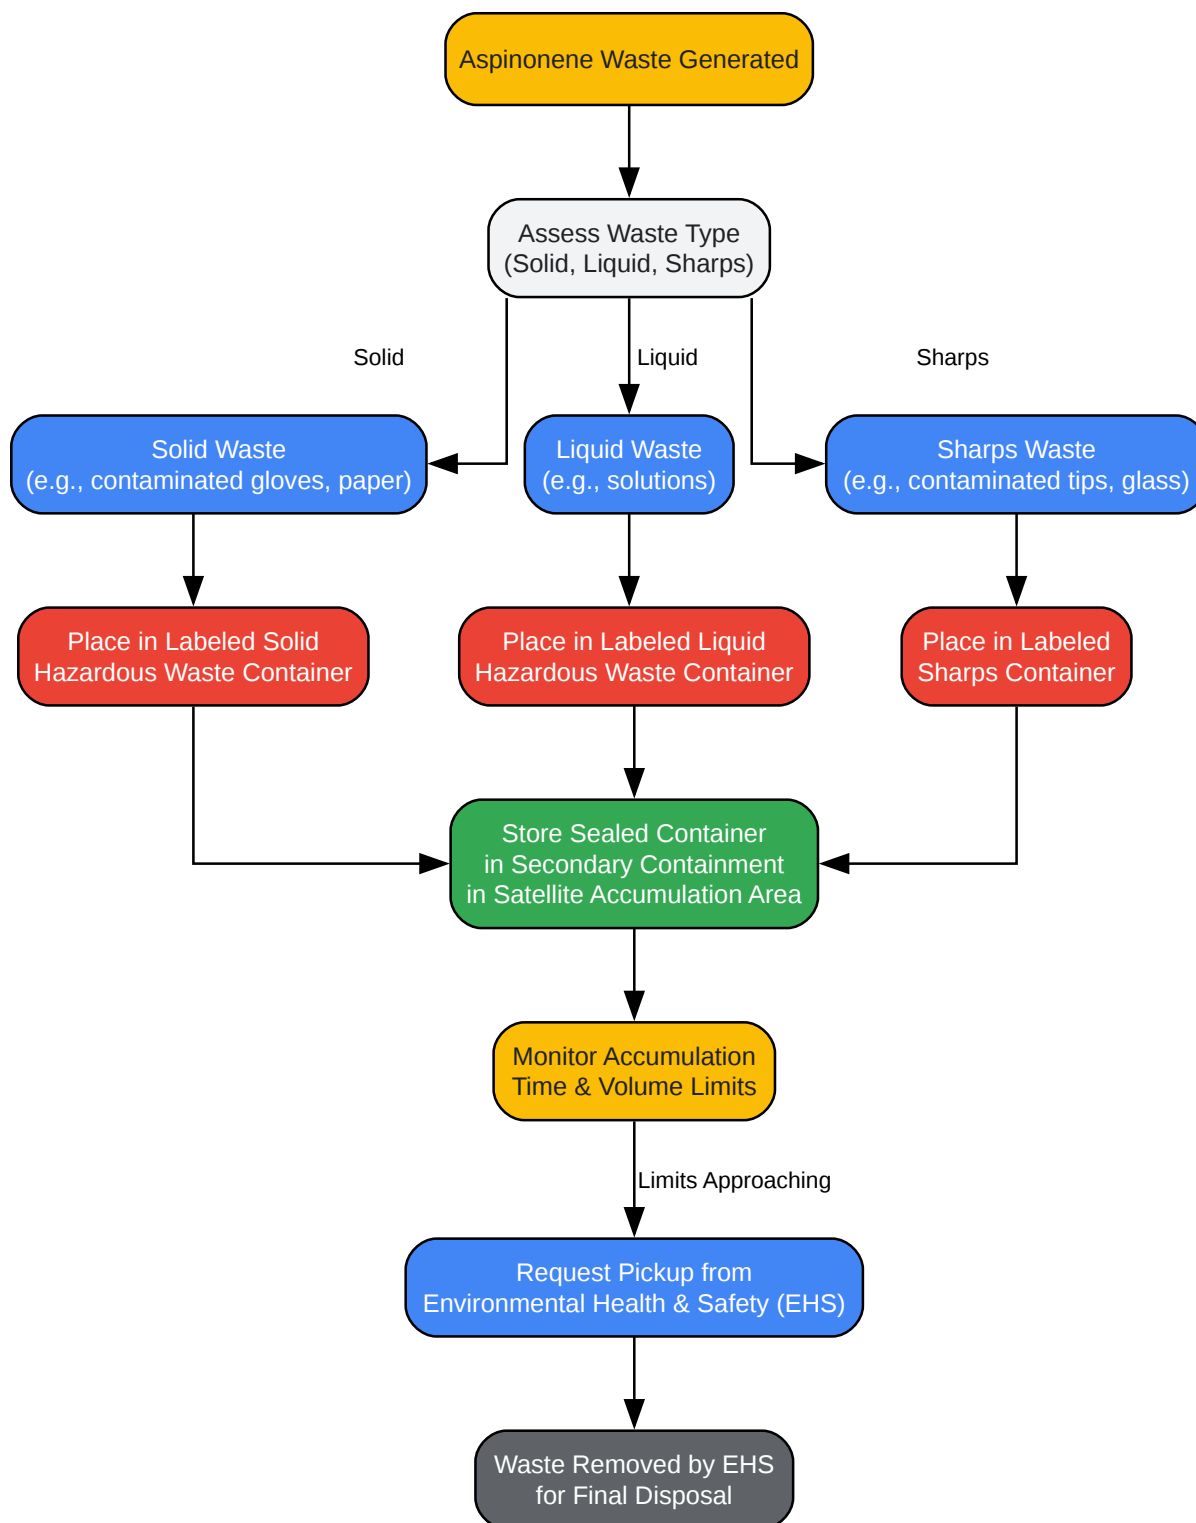 Aspinonene Waste Generated
Assess Waste Type
(Solid, Liquid, Sharps)
Solid
Liquid
Sharps
Solid Waste
(e.g., contaminated gloves, paper)
Liquid Waste
(e.g., solutions)
Sharps Waste
(e.g., contaminated tips, glass)
Place in Labeled Solid
Hazardous Waste Container
Place in Labeled Liquid
Hazardous Waste Container
Place in Labeled
Sharps Container
Store Sealed Container
in Secondary Containment
in Satellite Accumulation Area
Monitor Accumulation
Time & Volume Limits
Limits Approaching
Request Pickup from
Environmental Health & Safety (EHS)
Waste Removed by EHS
for Final Disposal